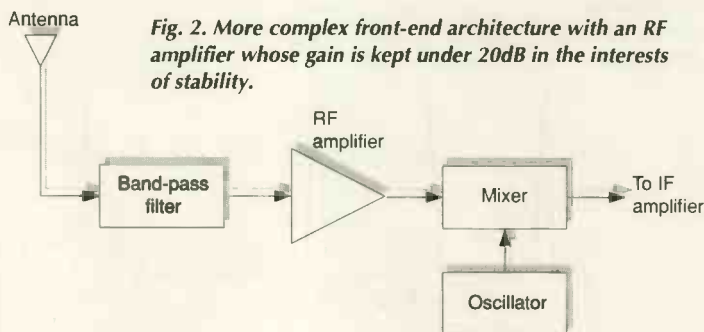 Antenna
Fig. 2. More complex front-end architecture with an RF
amplifier whose gain is kept under 20dB in the interests
of stability.
RF
amplifier
Band-pass
filter
Mixer
To IF
amplifier
Oscillator